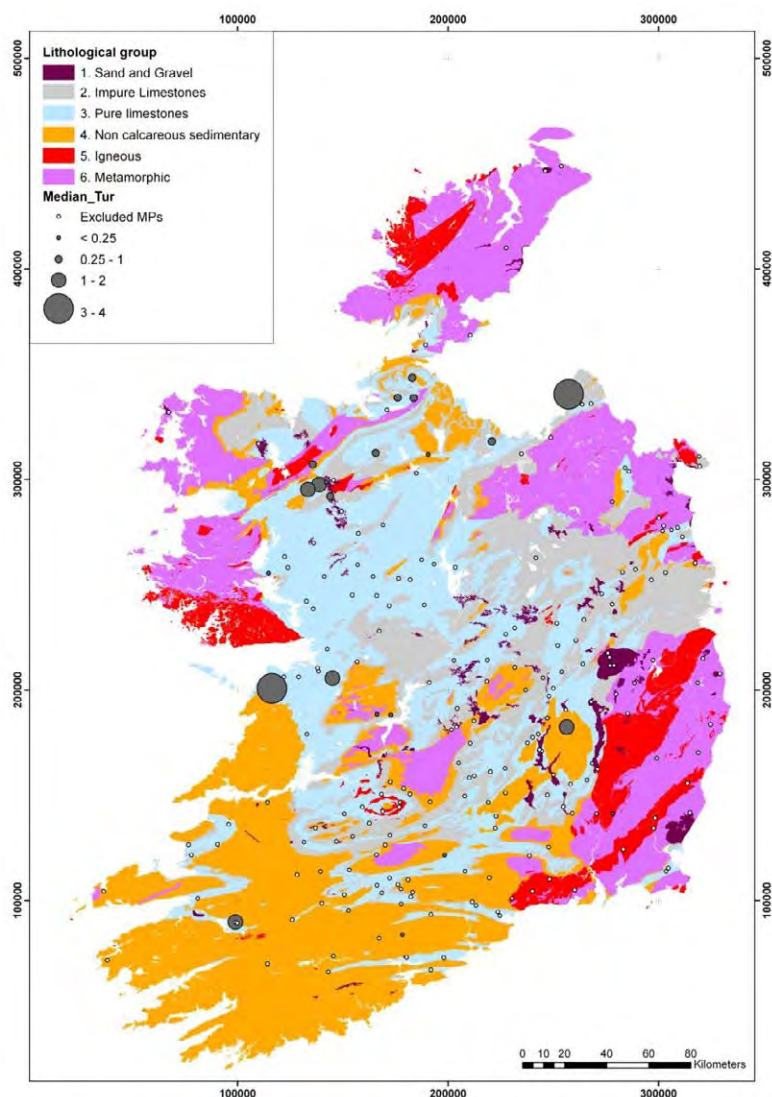 100000 200000 300000
Lithological group
1. Sand and Gravel
2. Impure Limestones
3. Pure limestones
4. Non calcareous sedimentary
5. Igneous
6. Metamorphic
Median_Tur
Excluded MPs
< 0.25
0.25 - 1
1 - 2
3 - 4
500000 500000
400000 400000
300000 300000
200000 200000
100000 100000
0 10 20 40 60 80
Kilometers
100000 200000 300000